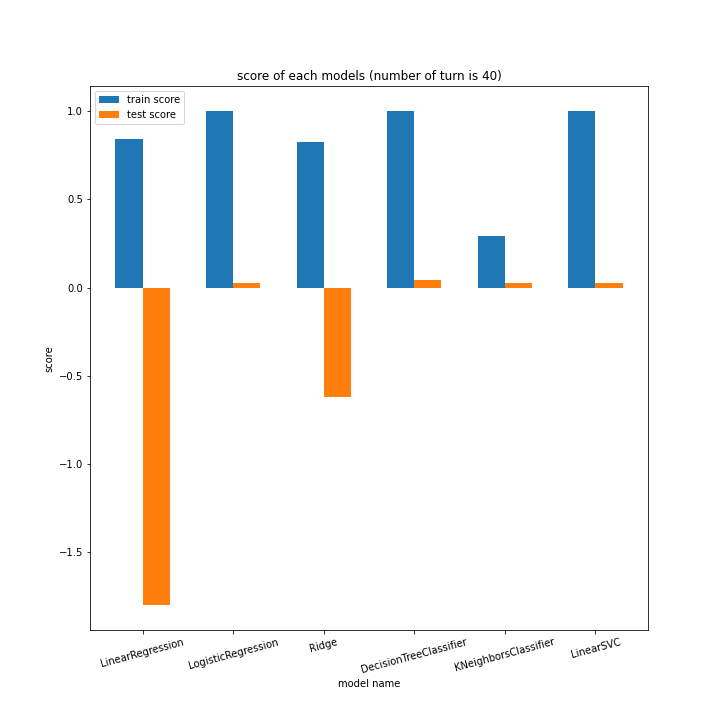 score of each models (number of turn is 40)
train score
test score
1.0
0.5
0.0
−0.5
−1.0
−1.5
score
LinearRegression
LogisticRegression
Ridge
DecisionTreeClassifier
KNeighborsClassifier
LinearSVC
model name